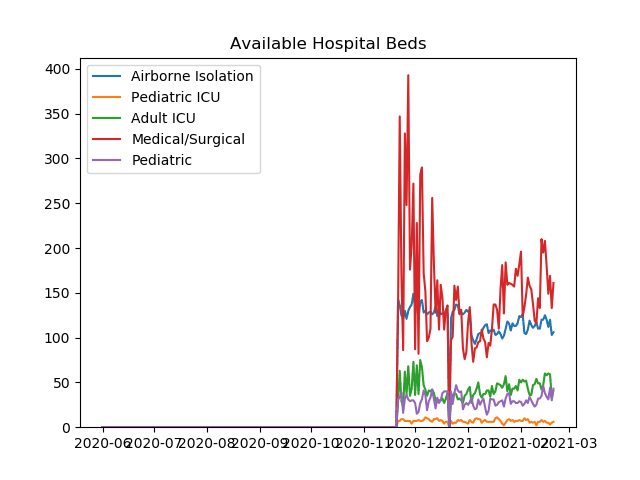 Available Hospital Beds
400
350
300
250
200
150
100
50
0
Airborne Isolation
Pediatric ICU
Adult ICU
Medical/Surgical
Pediatric
2020-06 2020-07 2020-08 2020-09 2020-10 2020-11 2020-12 2021-01 2021-02 2021-03